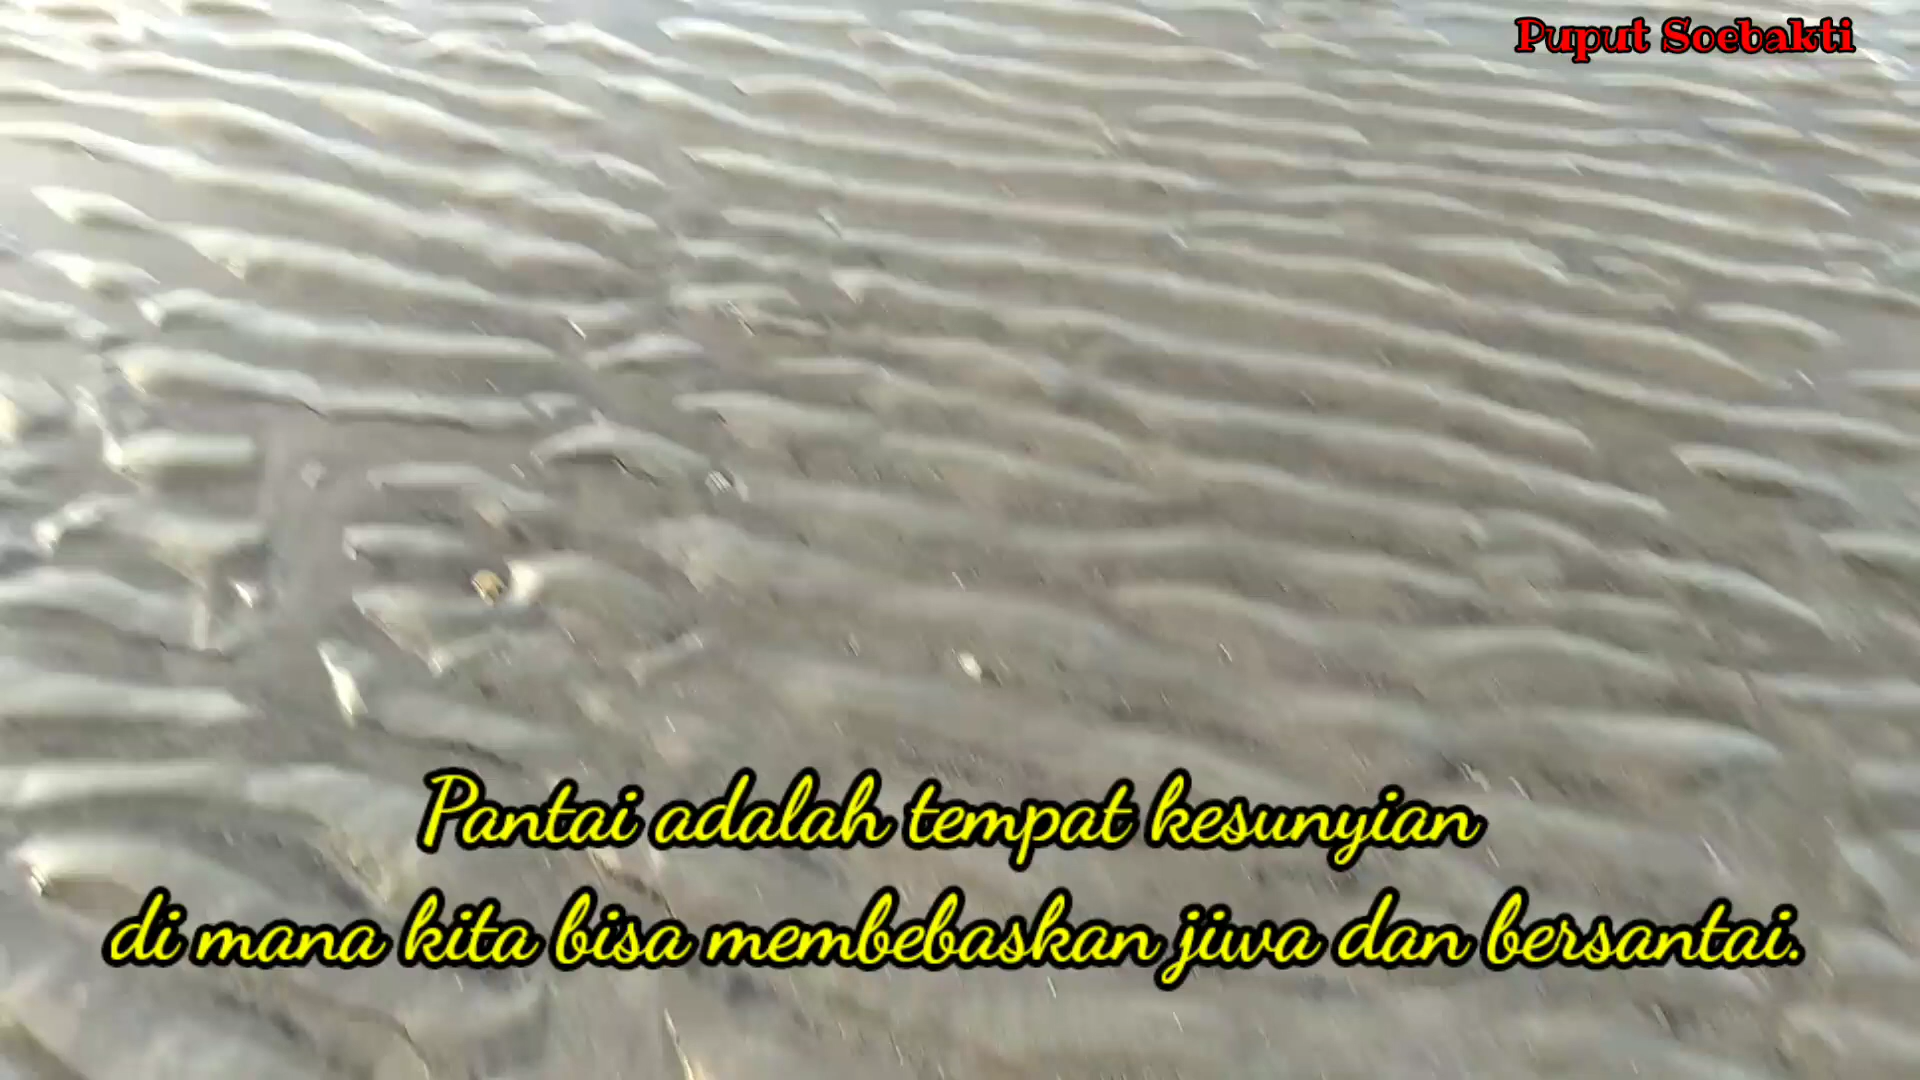 Puput Soebakti
Pantai adalah tempat kesunyian
di mana kita bisa membebaskan jiwa dan bersantai.